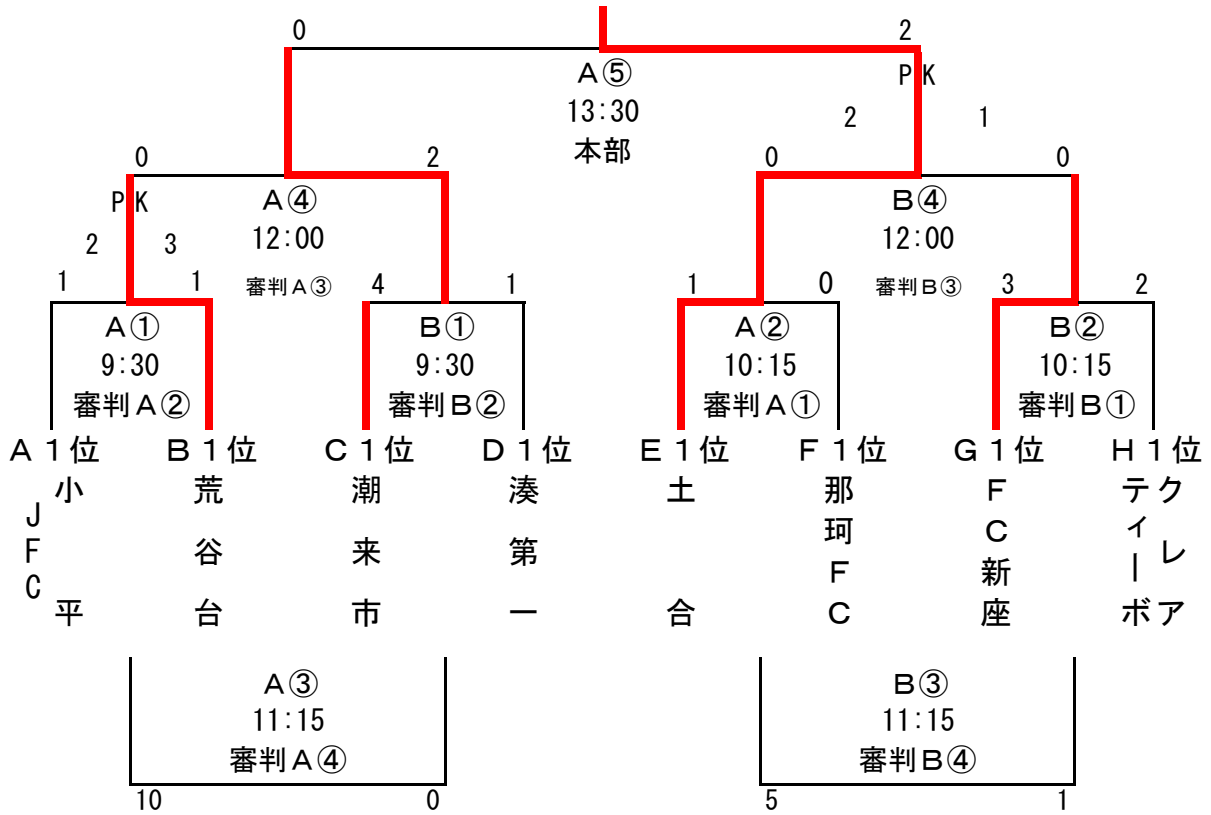 0 2
A⑤ PK
13:30 2 1
本部
0 2 0 0
PK A④ B④
2 3 12:00 12:00
1 1 審判A③ 4 1 1 0 審判B③ 3 2
A① B① A② B②
9:30 9:30 10:15 10:15
審判A② 審判B② 審判A① 審判B①
A1位 B1位 C1位 D1位 E1位 F1位 G1位 H1位
JFC小平
荒谷台
潮来市
湊第一
土合
那珂FC
FC新座
クレア
ティーボ
A③ B③
11:15 11:15
審判A④ 審判B④
10 0 5 1